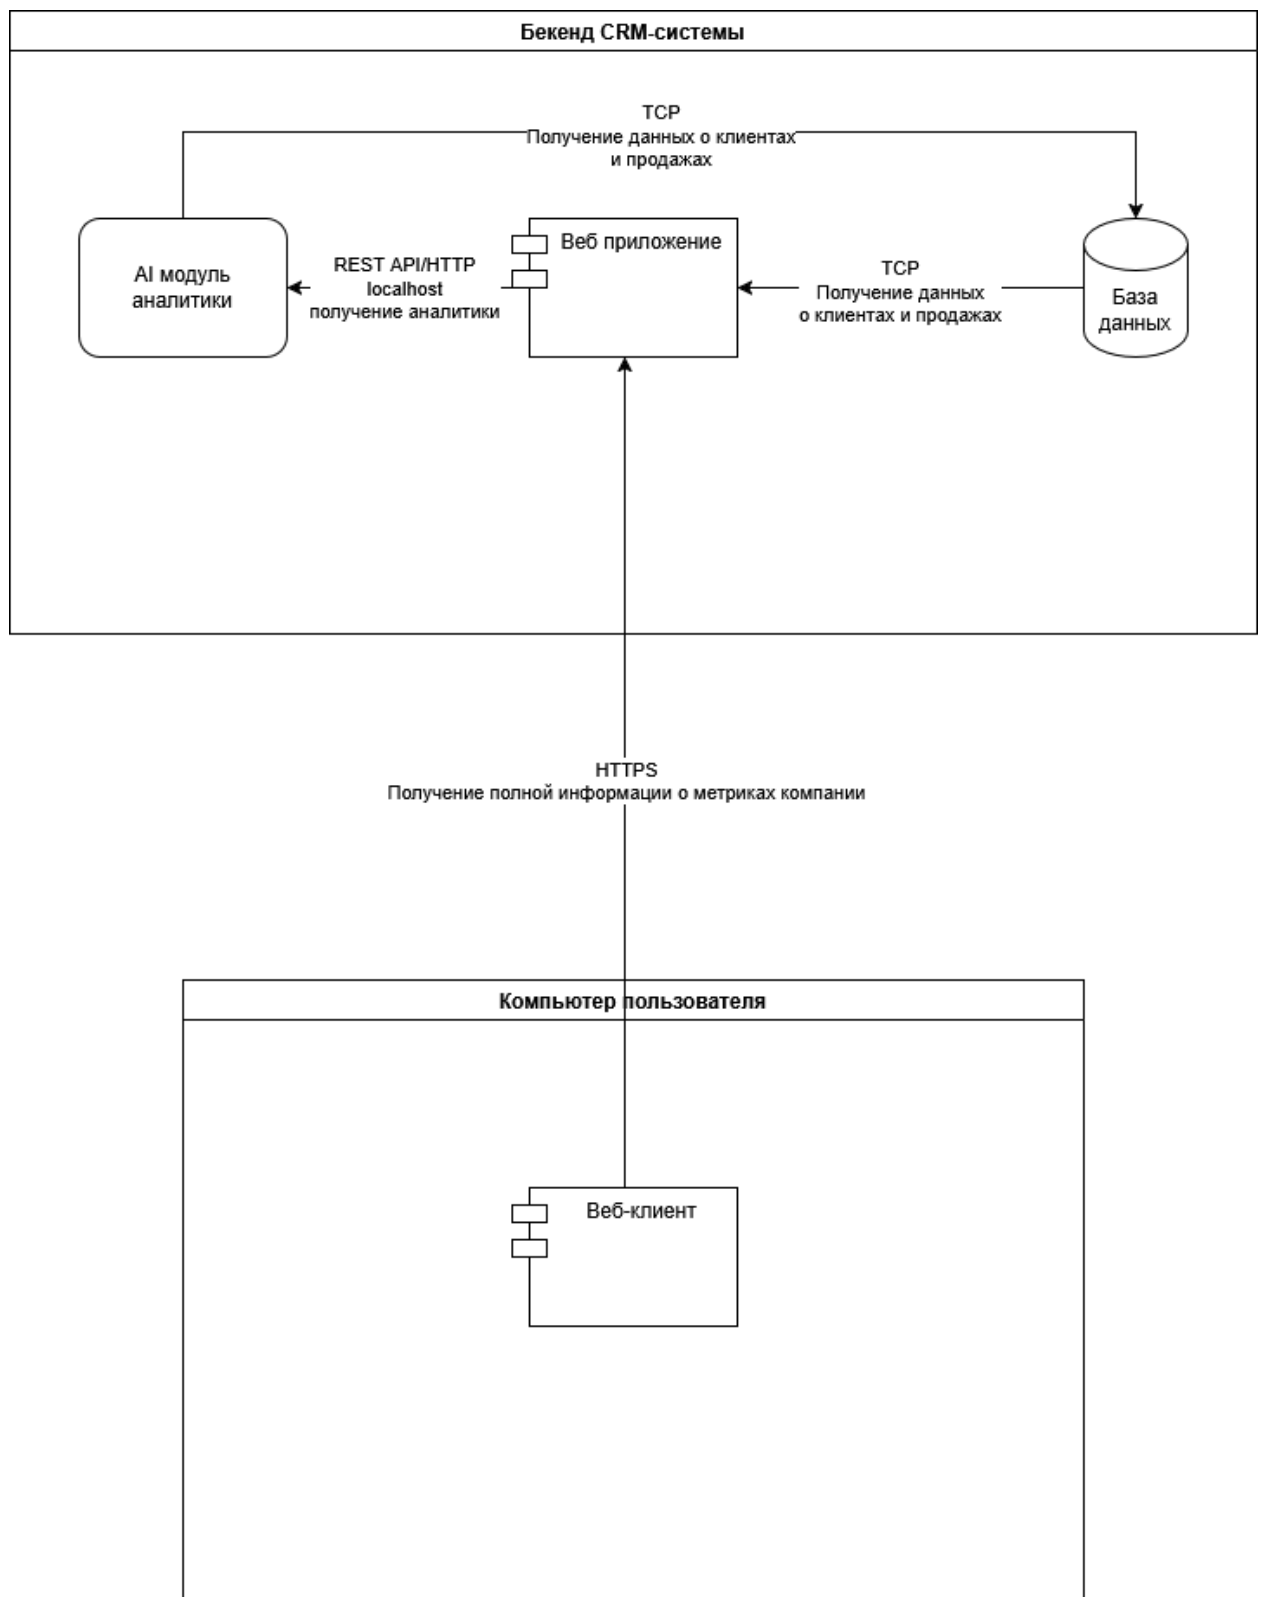 Бекенд CRM-системы
TCP
Получение данных о клиентах
и продажах
AI модуль
аналитики
REST API/HTTP
localhost
получение аналитики
Веб приложение
TCP
Получение данных
о клиентах и продажах
База
данных
HTTPS
Получение полной информации о метриках компании
Компьютер пользователя
Веб-клиент